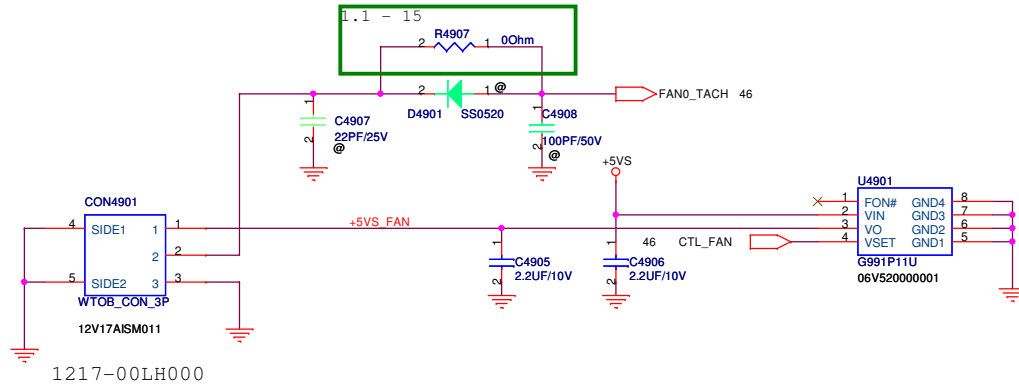 1.1 - 15
R4907
2 1 0Ohm
2 1 @
D4901 SS0520
FAN0_TACH 46
1
C4907
22PF/25V
2
@
1
C4908
100PF/50V
2
@
+5VS
U4901
1 FON# GND4 8
2 VIN GND3 7
3 VO GND2 6
4 VSET GND1 5
G991P11U
06V520000001
CON4901
4 SIDE1 1 1
2 2
5 SIDE2 3 3
WTOB_CON_3P
12V17AISM011
+5VS_FAN
46 CTL_FAN
1
C4905
2.2UF/10V
2
1
C4906
2.2UF/10V
2
1217-00LH000